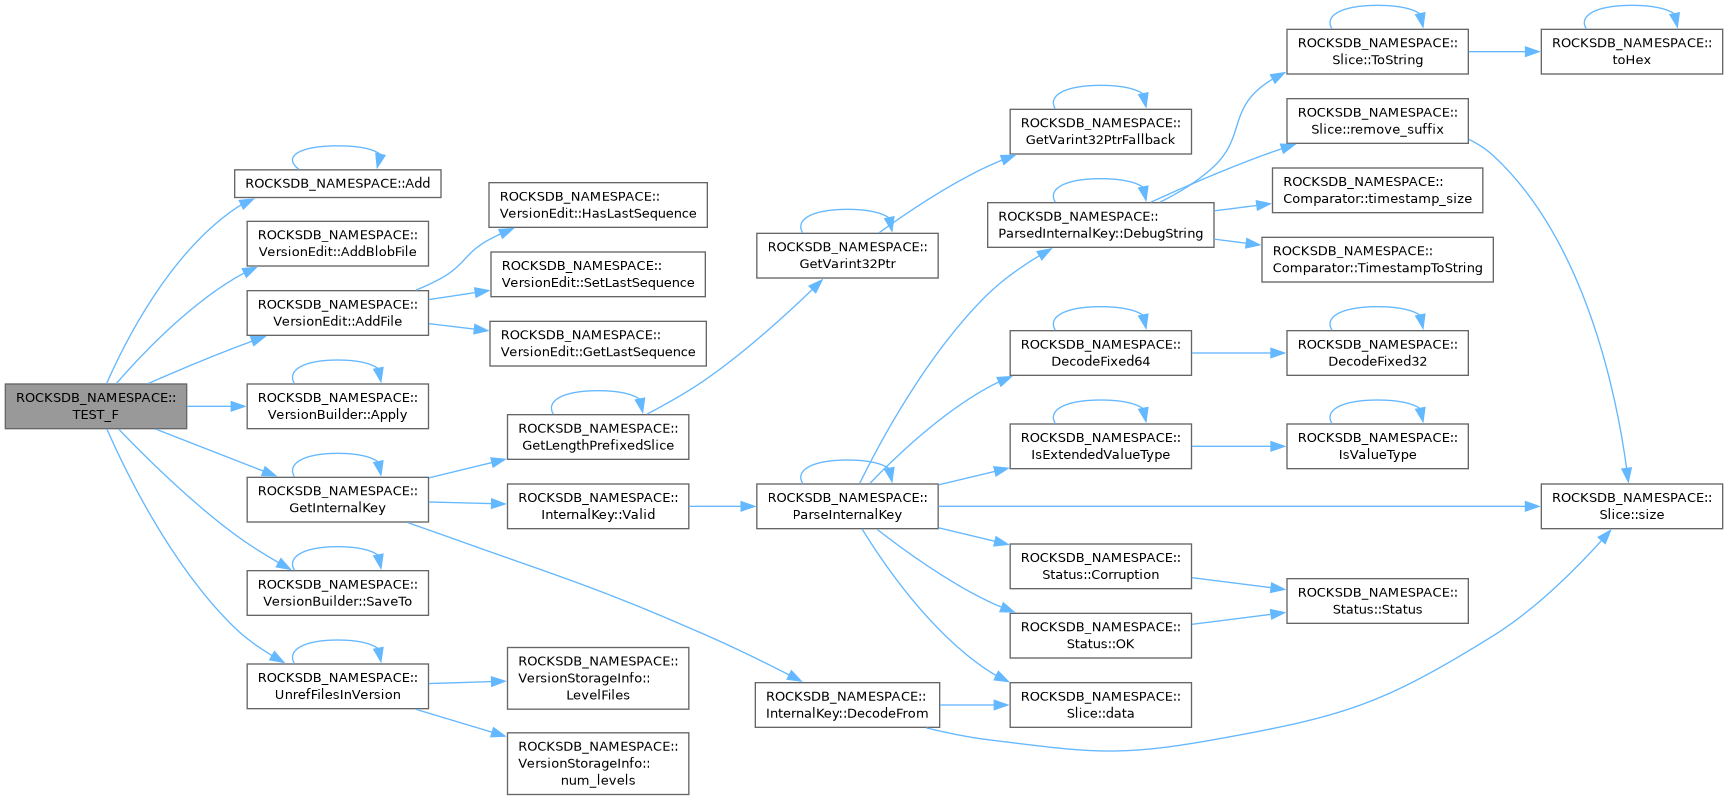 ROCKSDB_NAMESPACE::
TEST_F
ROCKSDB_NAMESPACE::Add
ROCKSDB_NAMESPACE::
VersionEdit::AddBlobFile
ROCKSDB_NAMESPACE::
VersionEdit::AddFile
ROCKSDB_NAMESPACE::
VersionBuilder::Apply
ROCKSDB_NAMESPACE::
GetInternalKey
ROCKSDB_NAMESPACE::
VersionBuilder::SaveTo
ROCKSDB_NAMESPACE::
UnrefFilesInVersion
ROCKSDB_NAMESPACE::
VersionEdit::HasLastSequence
ROCKSDB_NAMESPACE::
VersionEdit::SetLastSequence
ROCKSDB_NAMESPACE::
VersionEdit::GetLastSequence
ROCKSDB_NAMESPACE::
GetLengthPrefixedSlice
ROCKSDB_NAMESPACE::
InternalKey::Valid
ROCKSDB_NAMESPACE::
VersionStorageInfo::
LevelFiles
ROCKSDB_NAMESPACE::
VersionStorageInfo::
num_levels
ROCKSDB_NAMESPACE::
GetVarint32Ptr
ROCKSDB_NAMESPACE::
ParseInternalKey
ROCKSDB_NAMESPACE::
InternalKey::DecodeFrom
ROCKSDB_NAMESPACE::
GetVarint32PtrFallback
ROCKSDB_NAMESPACE::
ParsedInternalKey::DebugString
ROCKSDB_NAMESPACE::
DecodeFixed64
ROCKSDB_NAMESPACE::
IsExtendedValueType
ROCKSDB_NAMESPACE::
Status::Corruption
ROCKSDB_NAMESPACE::
Status::OK
ROCKSDB_NAMESPACE::
Slice::data
ROCKSDB_NAMESPACE::
Slice::ToString
ROCKSDB_NAMESPACE::
Slice::remove_suffix
ROCKSDB_NAMESPACE::
Comparator::timestamp_size
ROCKSDB_NAMESPACE::
Comparator::TimestampToString
ROCKSDB_NAMESPACE::
DecodeFixed32
ROCKSDB_NAMESPACE::
IsValueType
ROCKSDB_NAMESPACE::
Status::Status
ROCKSDB_NAMESPACE::
toHex
ROCKSDB_NAMESPACE::
Slice::size